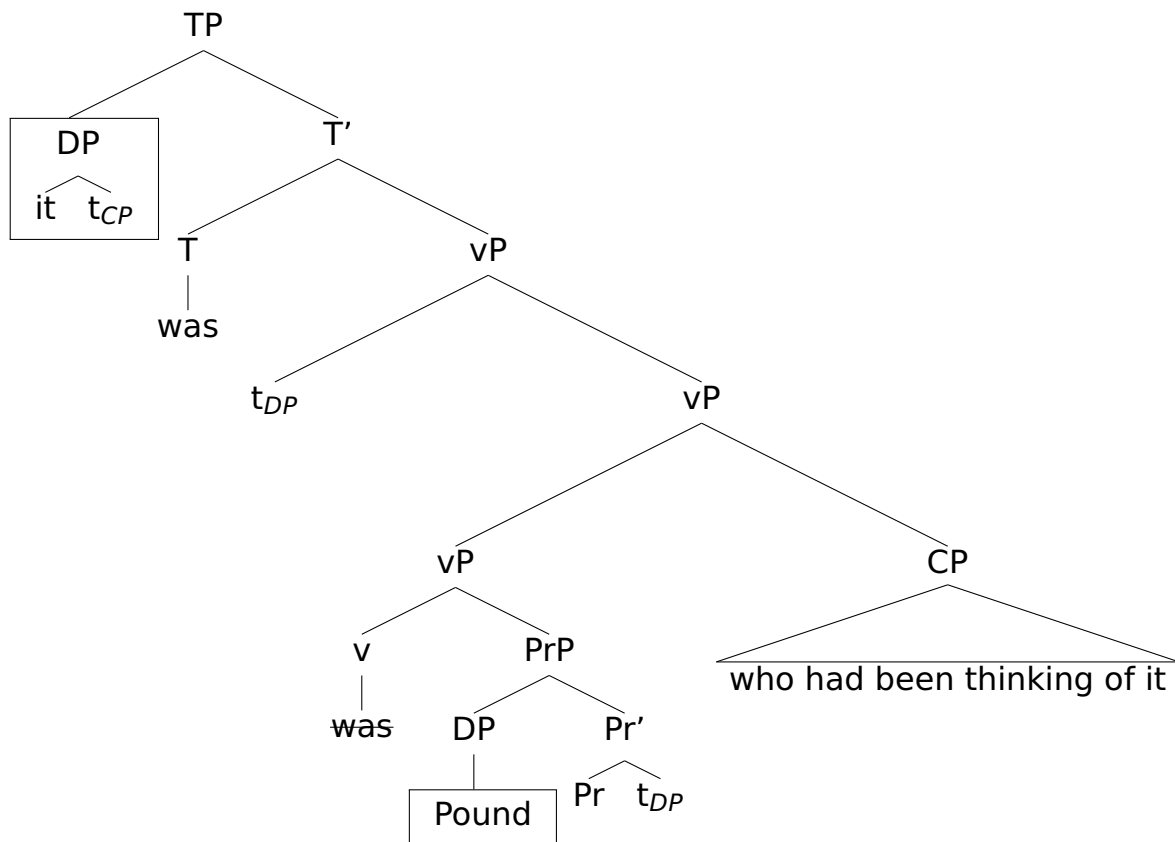 TP
DP T’
it t_CP
T vP
was
t_DP vP
vP CP
v PrP
who had been thinking of it
was DP Pr’
Pr t_DP
Pound